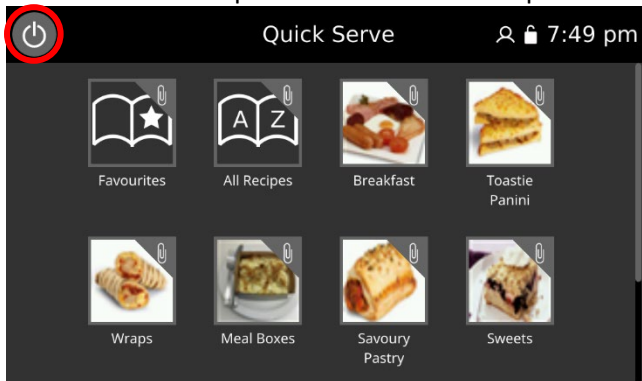 Quick Serve
7:49 pm
A Z
Favourites
All Recipes
Breakfast
Toastie
Panini
Wraps
Meal Boxes
Savoury
Pastry
Sweets